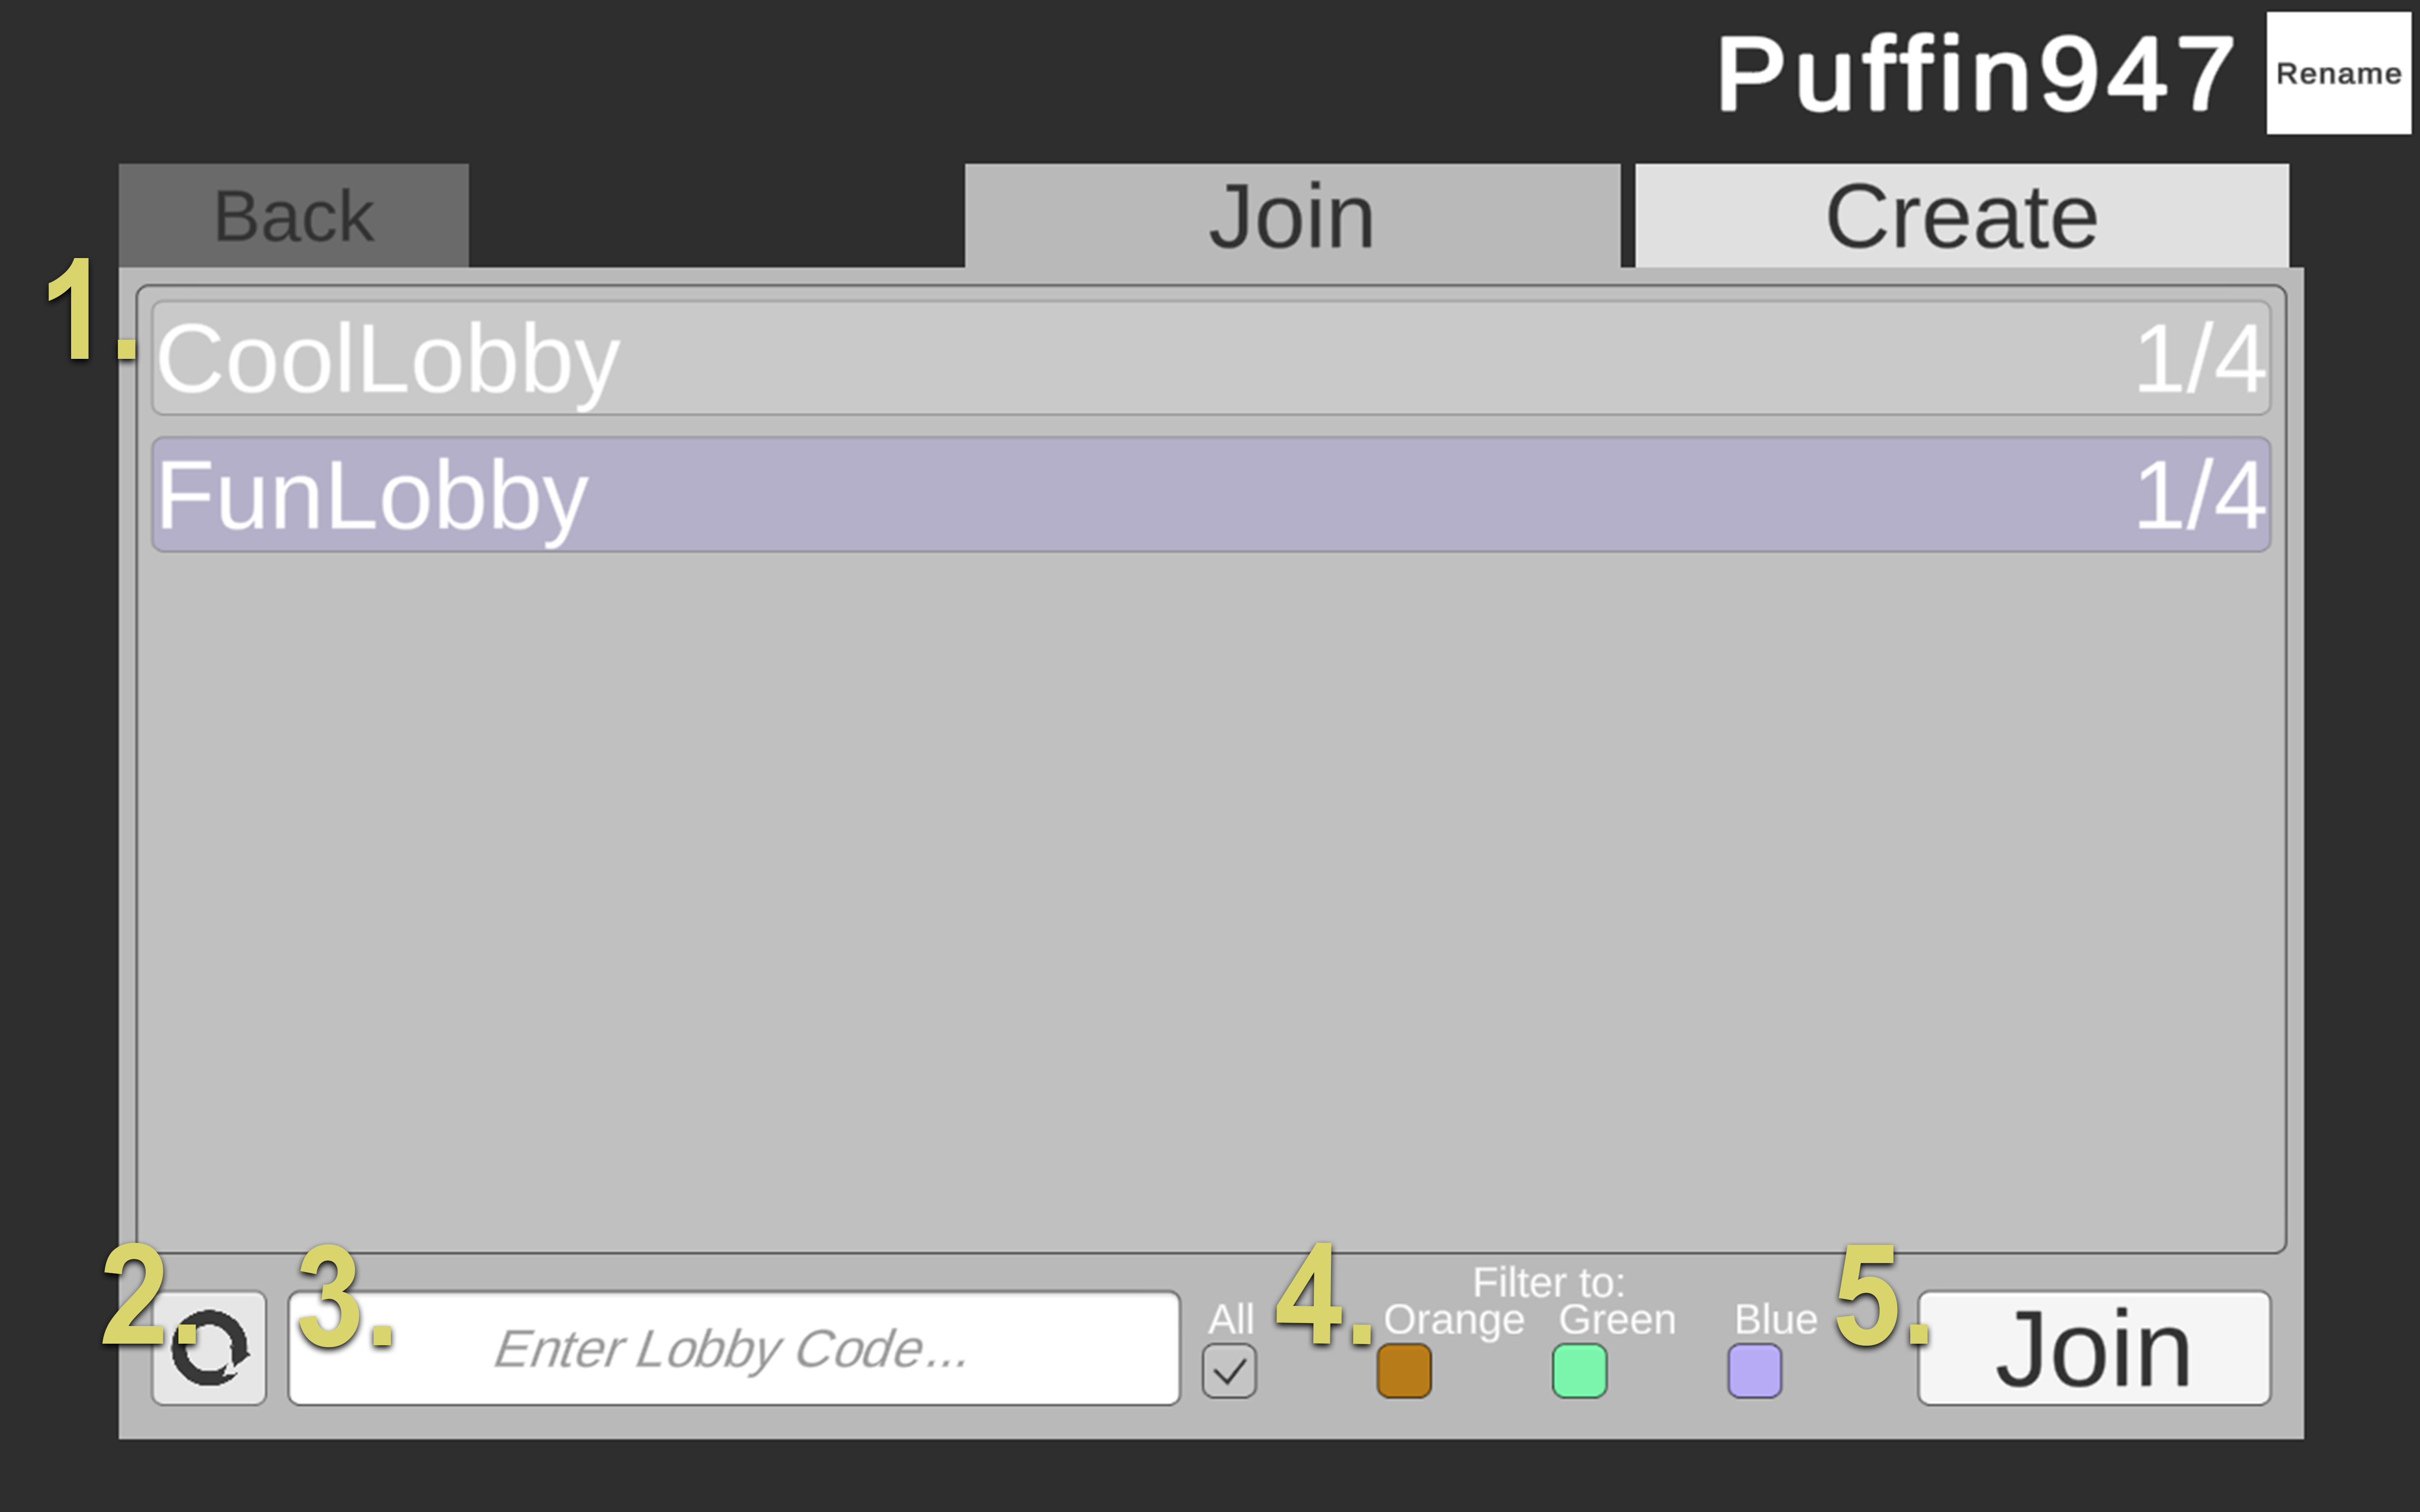 Puffin947 Rename
Back Join Create
1. CoolLobby 1/4
FunLobby 1/4
2. 3. Enter Lobby Code...
4. Filter to:
All Orange Green Blue
5. Join